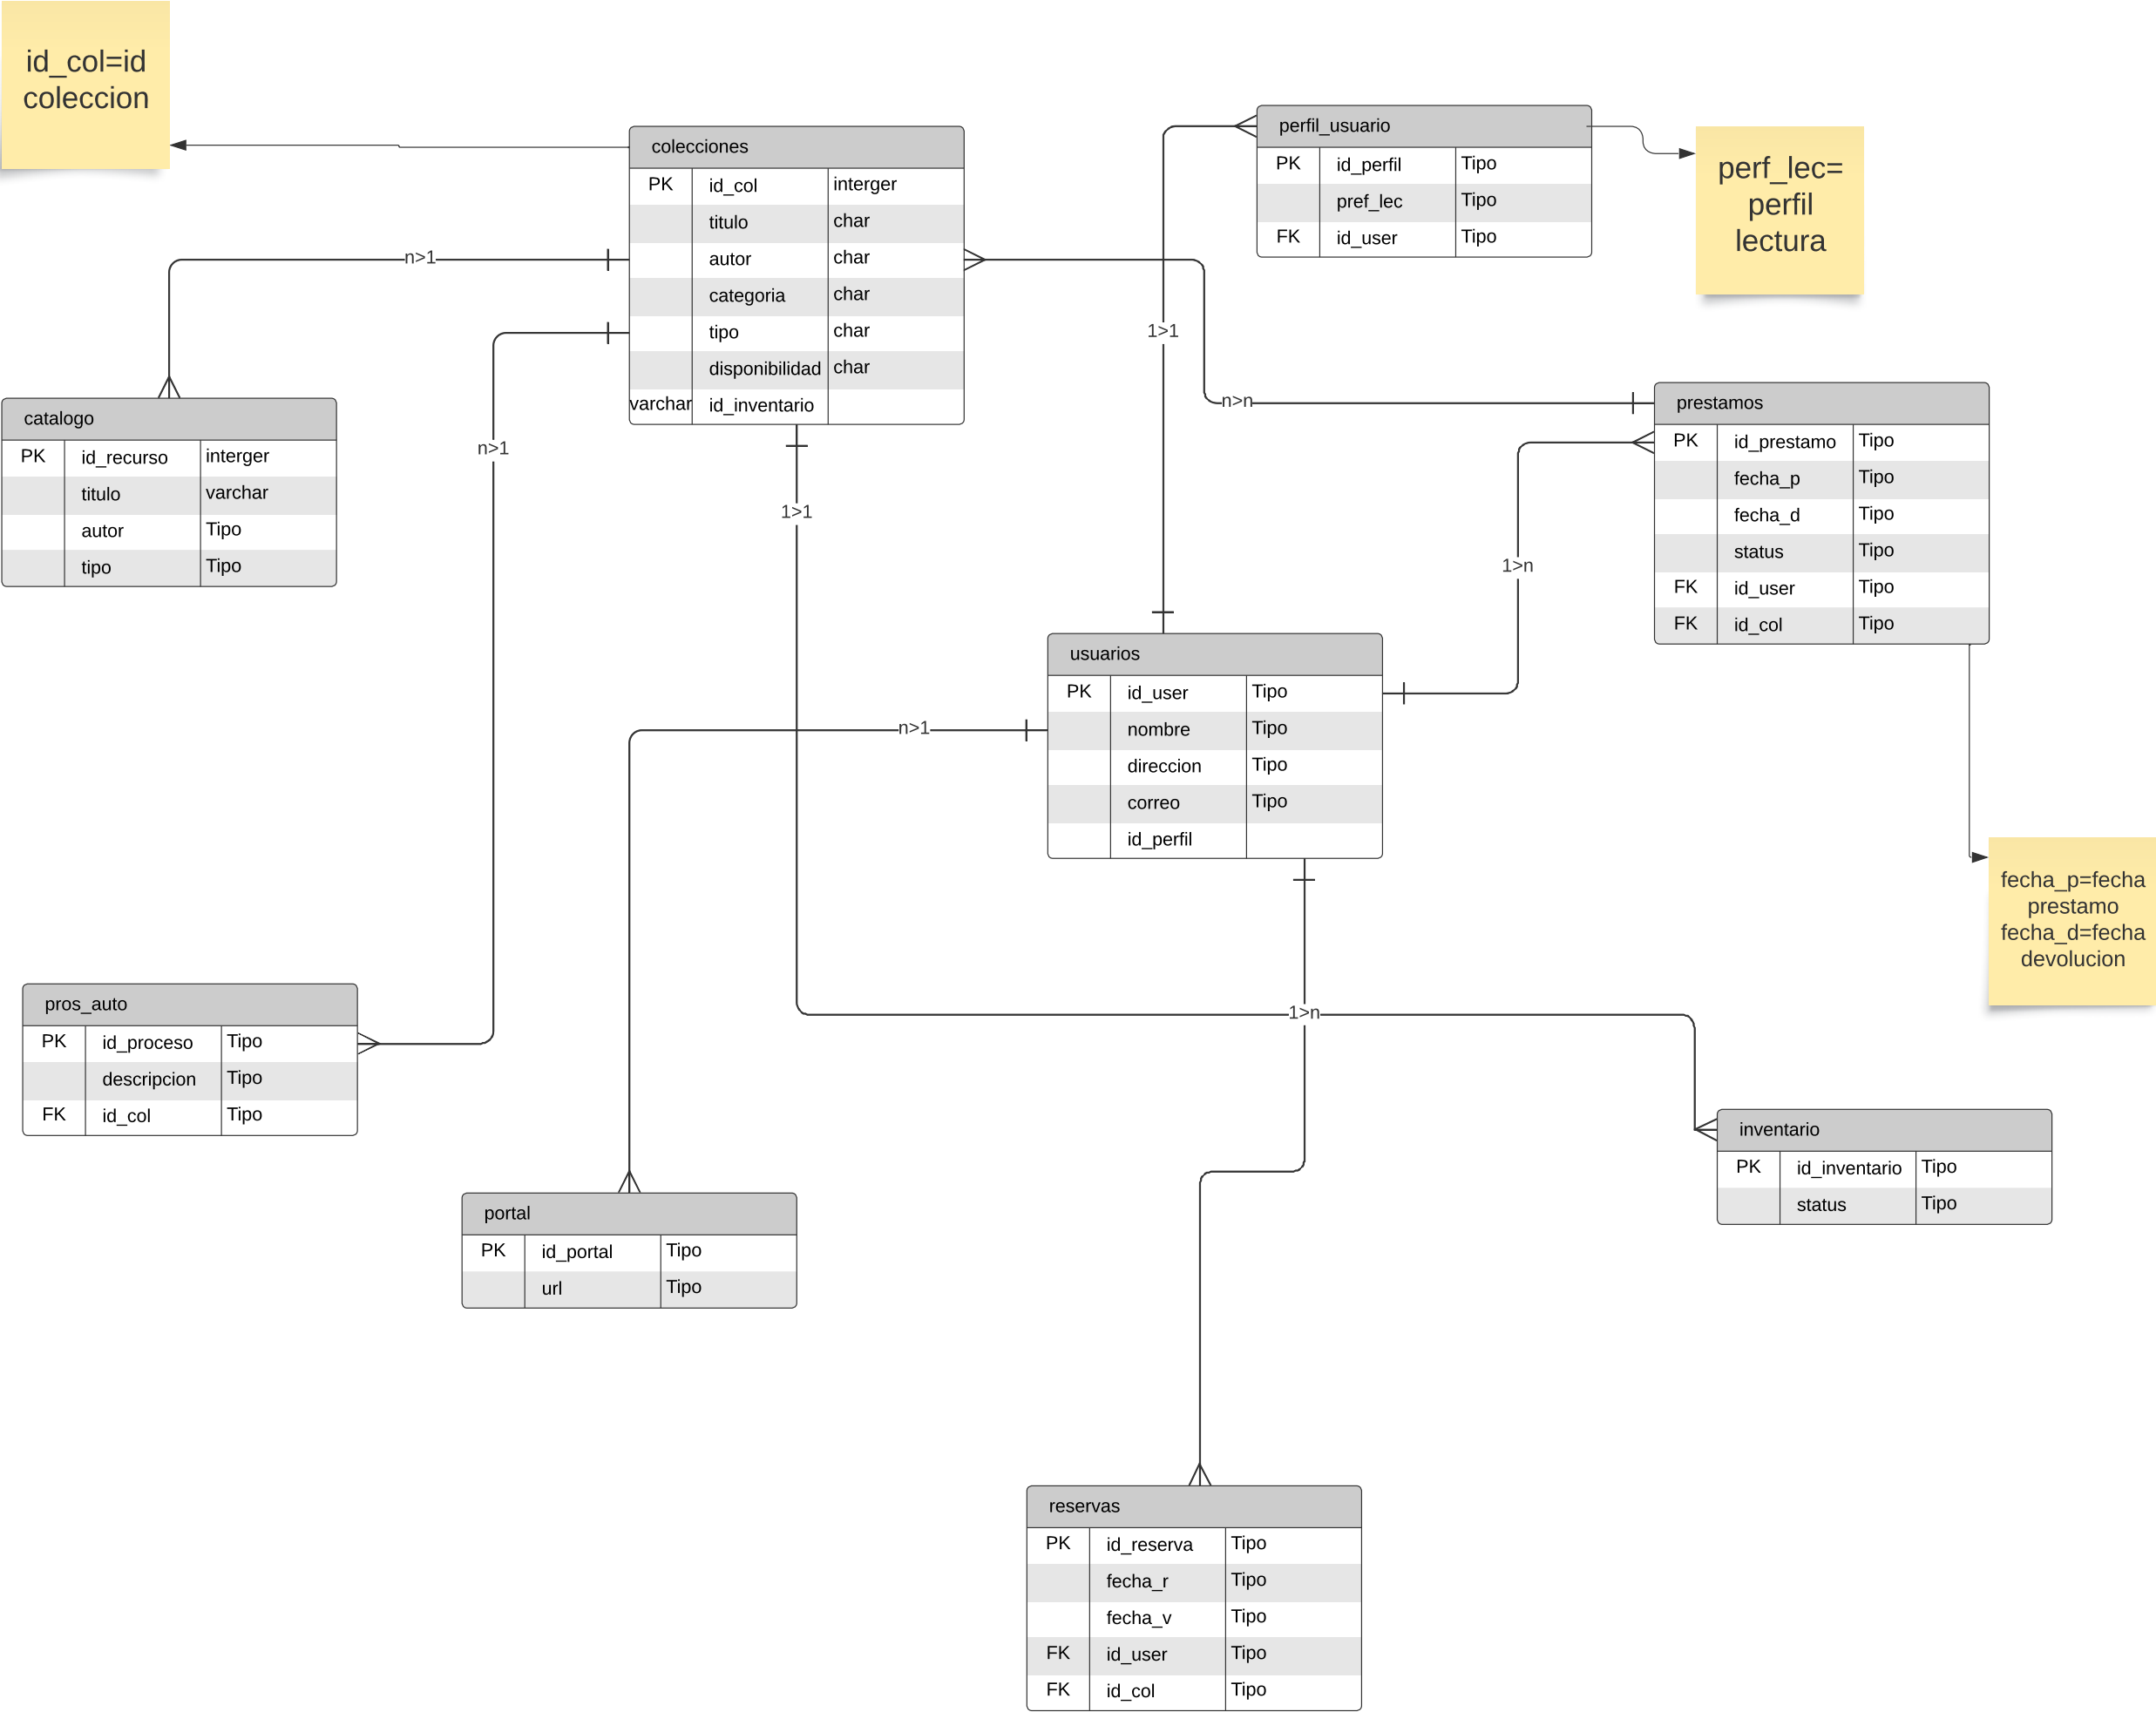 id_col=id
coleccion
colecciones
PK id_col interger
titulo char
autor char
categoria char
tipo char
disponibilidad char
varchar id_inventario
perfil_usuario
PK id_perfil Tipo
pref_lec Tipo
FK id_user Tipo
perf_lec=
perfil
lectura
n>1
1>1
n>n
n>1
1>1
1>n
catalogo
PK id_recurso interger
titulo varchar
autor Tipo
tipo Tipo
prestamos
PK id_prestamo Tipo
fecha_p Tipo
fecha_d Tipo
status Tipo
FK id_user Tipo
FK id_col Tipo
usuarios
PK id_user Tipo
nombre Tipo
direccion Tipo
correo Tipo
id_perfil
n>1
fecha_p=fecha
prestamo
fecha_d=fecha
devolucion
1>n
pros_auto
PK id_proceso Tipo
descripcion Tipo
FK id_col Tipo
inventario
PK id_inventario Tipo
status Tipo
portal
PK id_portal Tipo
url Tipo
reservas
PK id_reserva Tipo
fecha_r Tipo
fecha_v Tipo
FK id_user Tipo
FK id_col Tipo